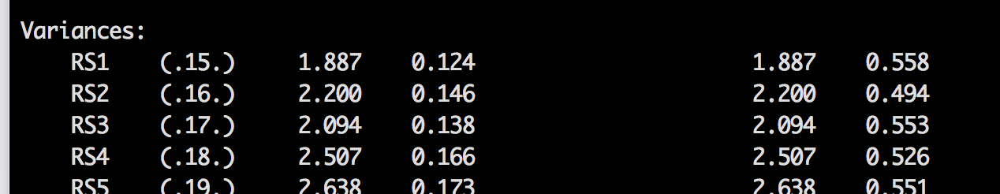 Variances:
RS1 (.15.) 1.887 0.124 1.887 0.558
RS2 (.16.) 2.200 0.146 2.200 0.494
RS3 (.17.) 2.094 0.138 2.094 0.553
RS4 (.18.) 2.507 0.166 2.507 0.526
RS5 (.19.) 2.638 0.173 2.638 0.551